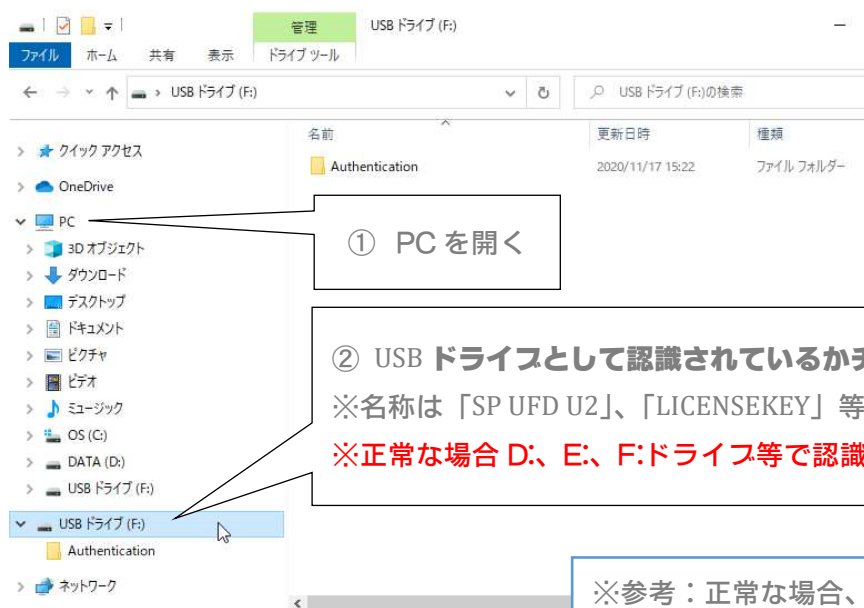 管理
USB ドライブ (F:)
ファイル
ホーム
共有
表示
ドライブ ツール
USB ドライブ (F:)
USB ドライブ (F:)の検索
名前
更新日時
種類
クイック アクセス
Authentication
2020/11/17 15:22
ファイル フォルダー
OneDrive
PC
① PC を開く
3D オブジェクト
ダウンロード
デスクトップ
ドキュメント
② USB ドライブとして認識されているかチ
ピクチャ
ビデオ
※名称は「SP UFD U2」、「LICENSEKEY」等
ミュージック
OS (C:)
※正常な場合 D:、E:、F:ドライブ等で認識
DATA (D:)
USB ドライブ (F:)
USB ドライブ (F:)
Authentication
ネットワーク
※参考：正常な場合、